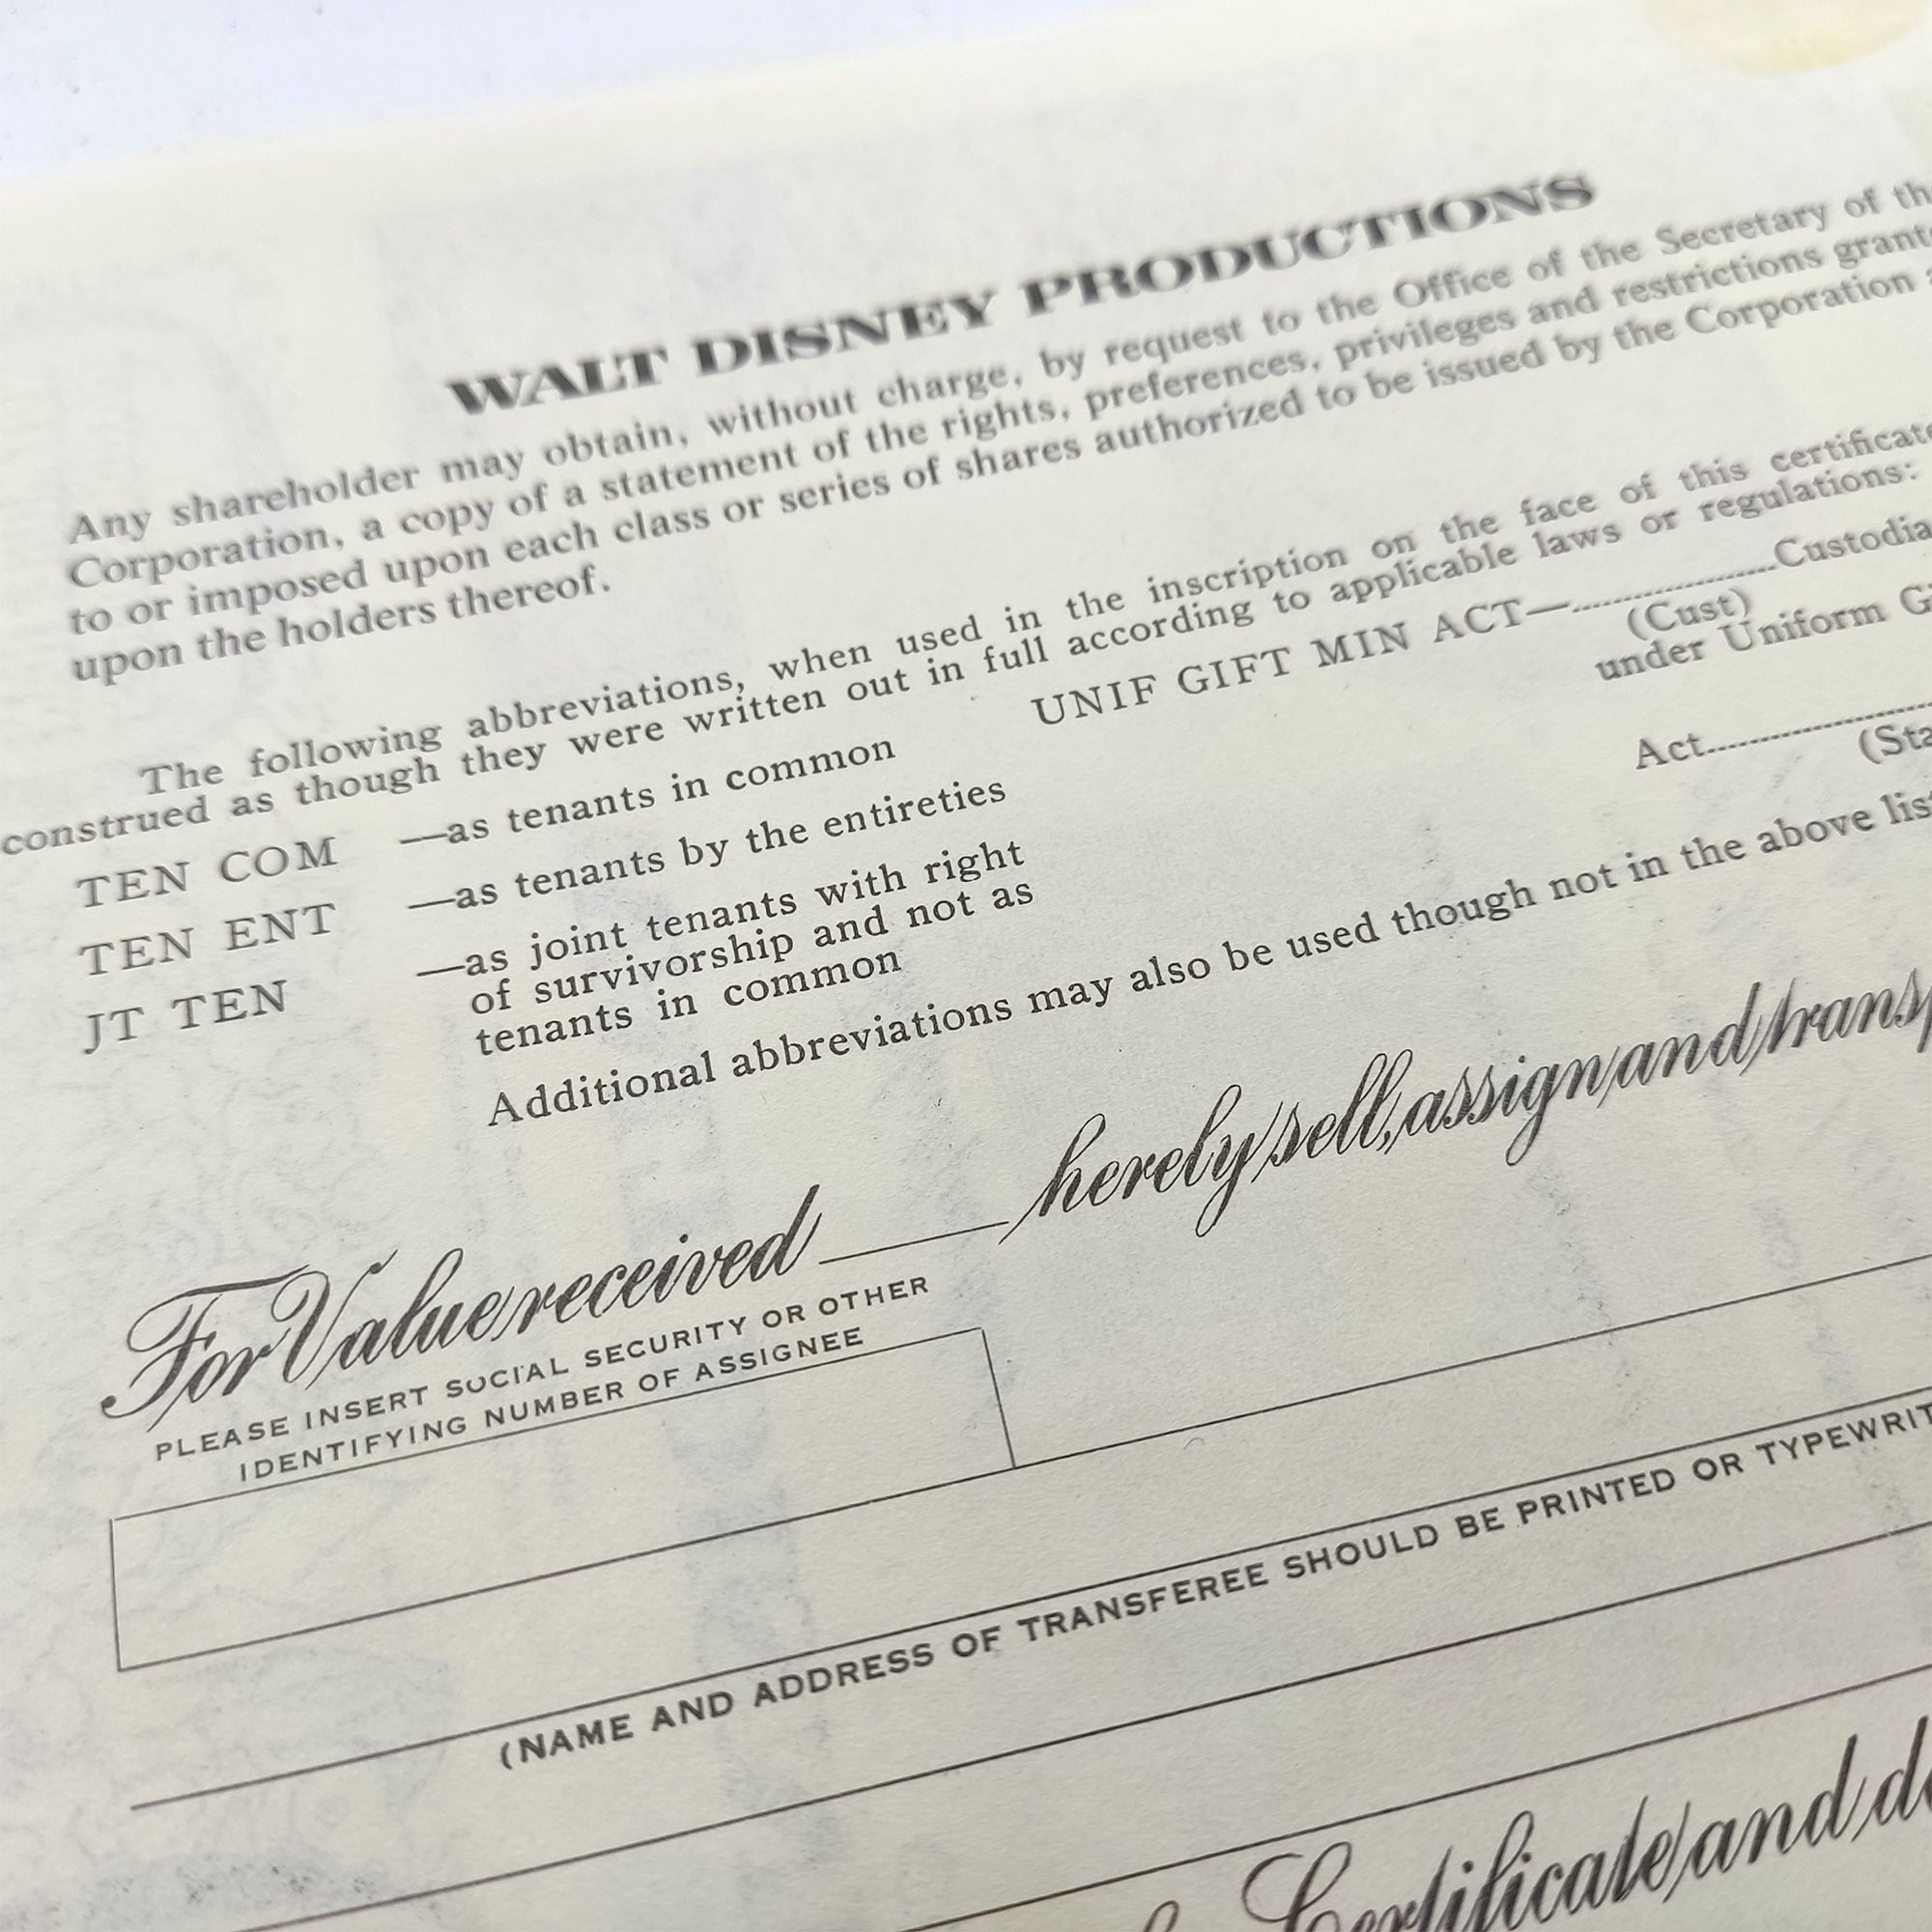 WALT DISNEY PRODUCTIONS
Any shareholder may obtain, without charge, by request to the Office of the Secretary of
Corporation, a copy of a statement of the rights, preferences, privileges and restrictions
to or imposed upon each class or series of shares authorized to be issued by the Corporation
upon the holders thereof.
The following abbreviations, when used in the inscription on the face of this
construed as though they were written out in full according to applicable laws or regulations:
TEN COM —as tenants in common UNIF GIFT MIN ACT—....................
(Cust)
TEN ENT —as tenants by the entireties under Uniform
JT TEN —as joint tenants with right Act....................
of survivorship and not as
tenants in common
Additional abbreviations may also be used though not in the above
For Value received ____ hereby sell, assign and
PLEASE INSERT SOCIAL SECURITY OR OTHER
IDENTIFYING NUMBER OF ASSIGNEE
(NAME AND ADDRESS OF TRANSFEREE SHOULD BE PRINTED OR
Certificate and